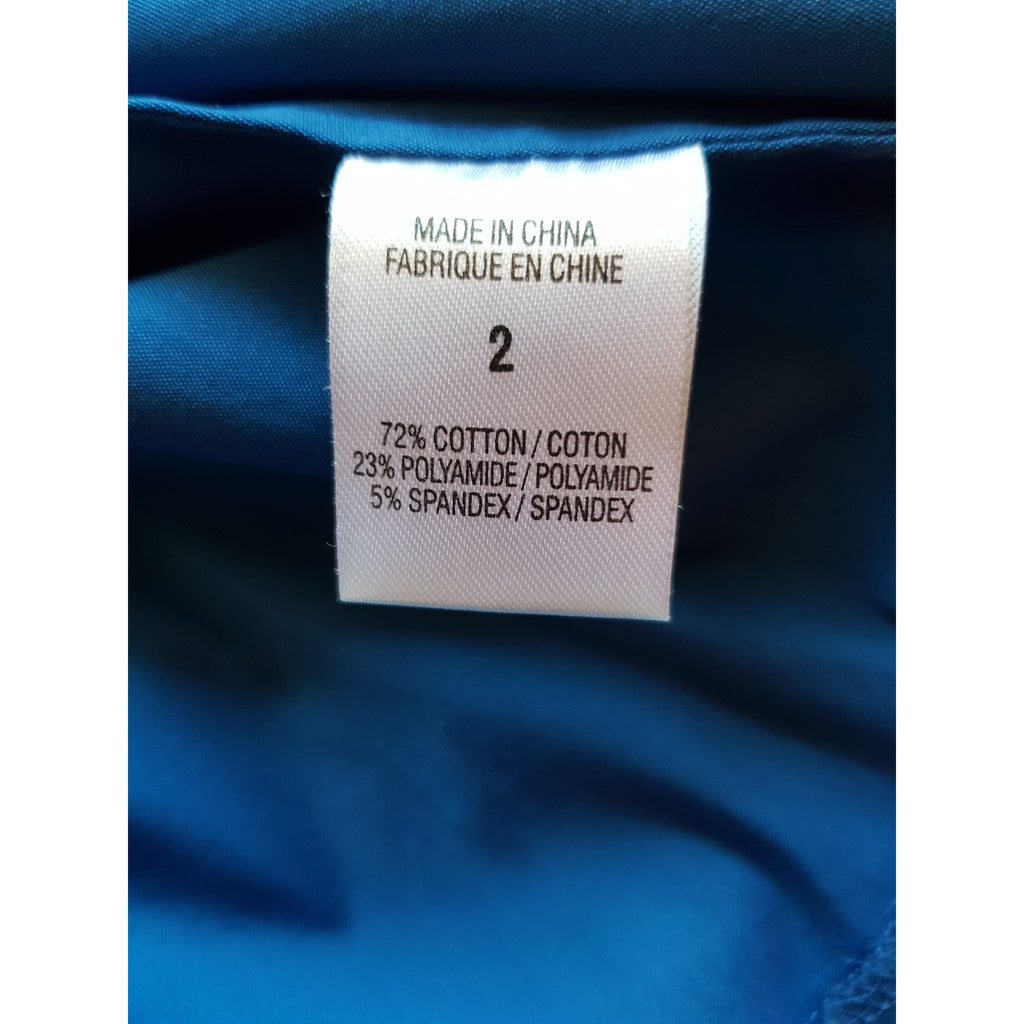 MADE IN CHINA
FABRIQUE EN CHINE
2
72% COTTON/COTON
23% POLYAMIDE/POLYAMIDE
5% SPANDEX/SPANDEX